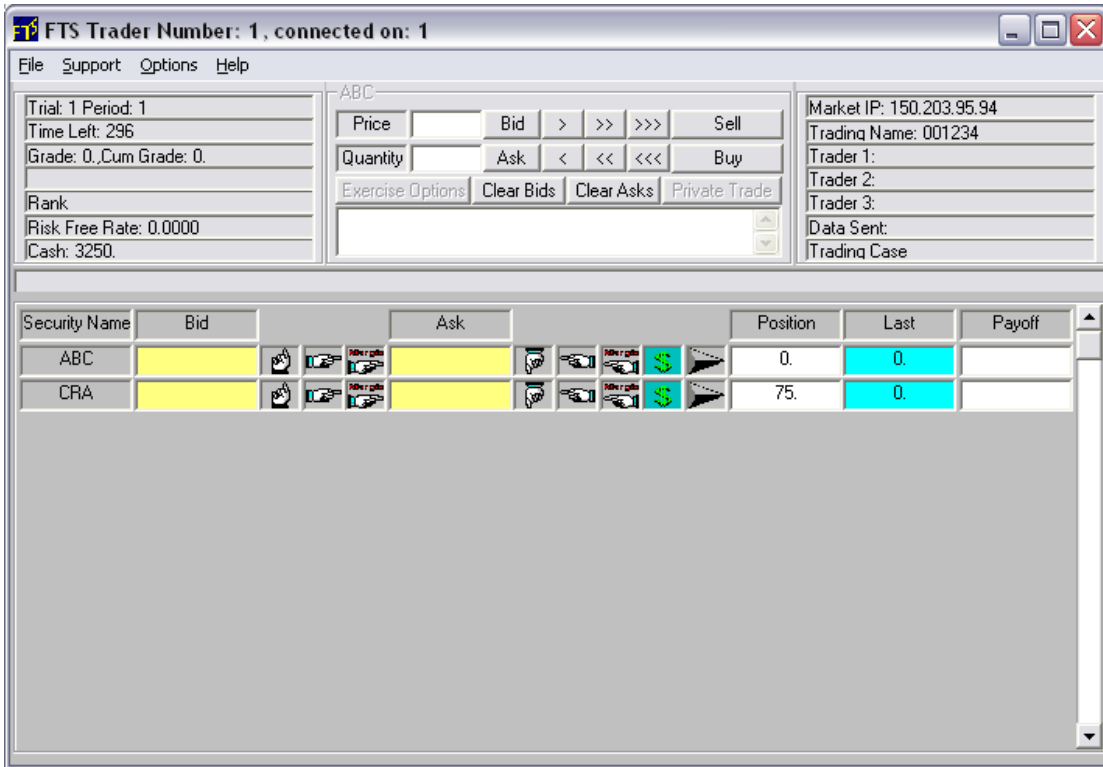 FTS Trader Number: 1, connected on: 1
File Support Options Help
Trial: 1 Period: 1
Time Left: 296
Grade: 0.,Cum Grade: 0.
Rank
Risk Free Rate: 0.0000
Cash: 3250.
ABC
Price Bid > >> >>> Sell
Quantity Ask < << <<< Buy
Exercise Options Clear Bids Clear Asks Private Trade
Market IP: 150.203.95.94
Trading Name: 001234
Trader 1:
Trader 2:
Trader 3:
Data Sent:
Trading Case
Security Name Bid Ask Position Last Payoff
ABC Margin Margin $ 0. 0.
CRA Margin Margin $ 75. 0.